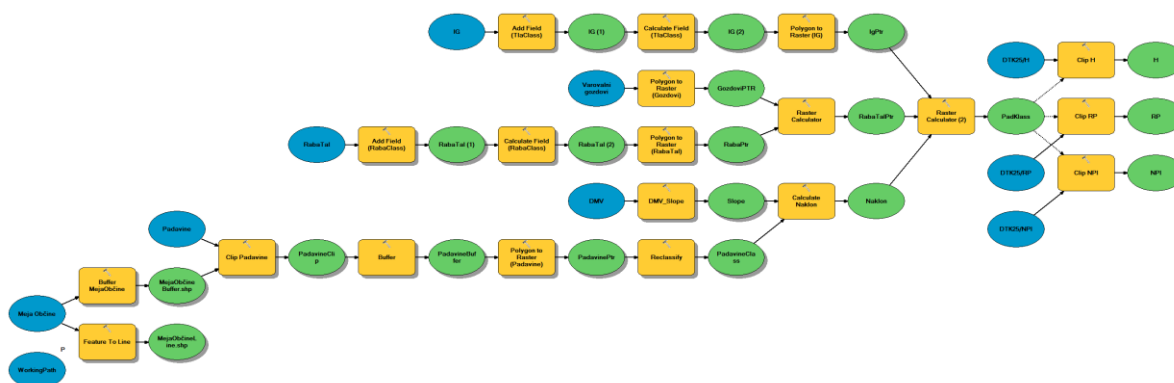 IG
Add Field
(TlaClass)
IG (1)
Calculate Field
(TlaClass)
IG (2)
Polygon to
Raster (IG)
IgPtr
DTK25/H
Clip H
H
Varovalni
gozdovi
Polygon to
Raster
(Gozdovi)
GozdoviPTR
Raster
Calculator
RabaTalPtr
Raster
Calculator (2)
PadKlass
Clip RP
RP
RabaTal
Add Field
(RabaClass)
RabaTal (1)
Calculate Field
(RabaClass)
RabaTal (2)
Polygon to
Raster
(RabaTal)
RabaPtr
DTK25/RP
Clip NPI
NPI
DMV
DMV_Slope
Slope
Calculate
Naklon
Naklon
DTK25/NPI
Padavine
Clip Padavine
PadavineCli
p
Buffer
PadavineBuf
fer
Polygon to
Raster
(Padavine)
PadavinePtr
Reclassify
PadavineClas
s
Buffer
MejaObčine
MejaObčine
Buffer.shp
Meja Občine
Feature To Line
MejaObčineL
ine.shp
P
WorkingPath